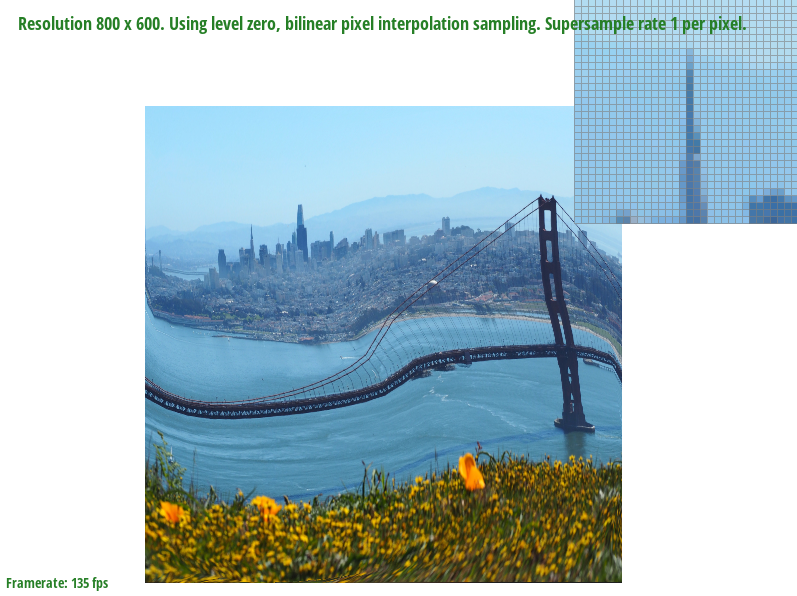 Resolution 800 x 600. Using level zero, bilinear pixel interpolation sampling. Supersample rate 1 per pixel.
Framerate: 135 fps